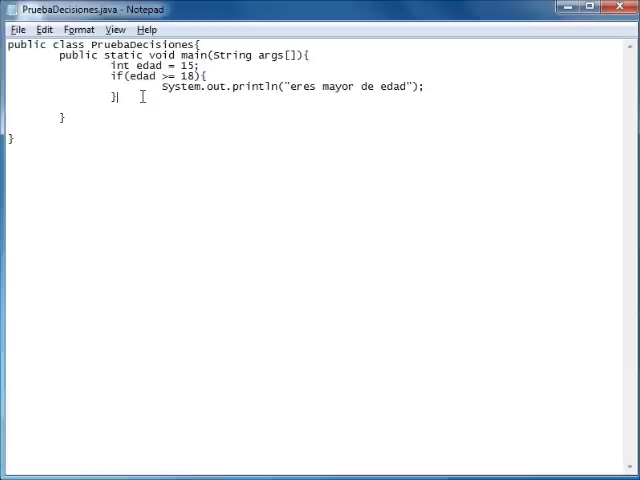 PruebaDecisiones.java - Notepad
File Edit Format View Help
public class PruebaDecisiones{
public static void main(String args[]){
int edad = 15;
if(edad >= 18){
System.out.println("eres mayor de edad");
}
}
}